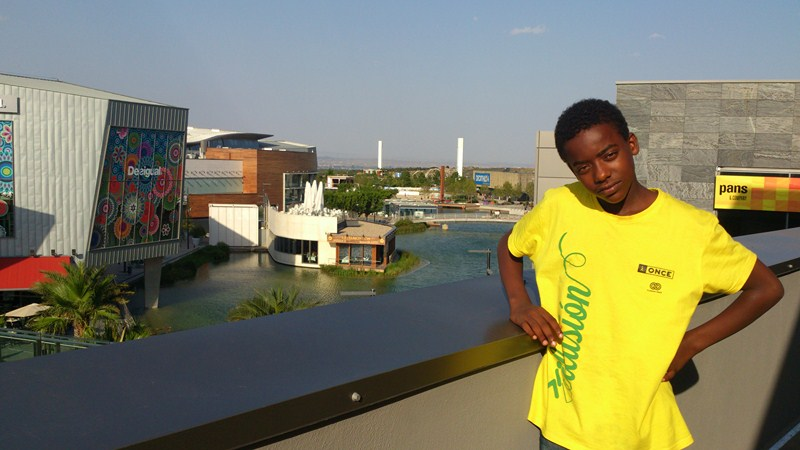 Desigual.
pans
& COMPANY
ONCE
ilusión